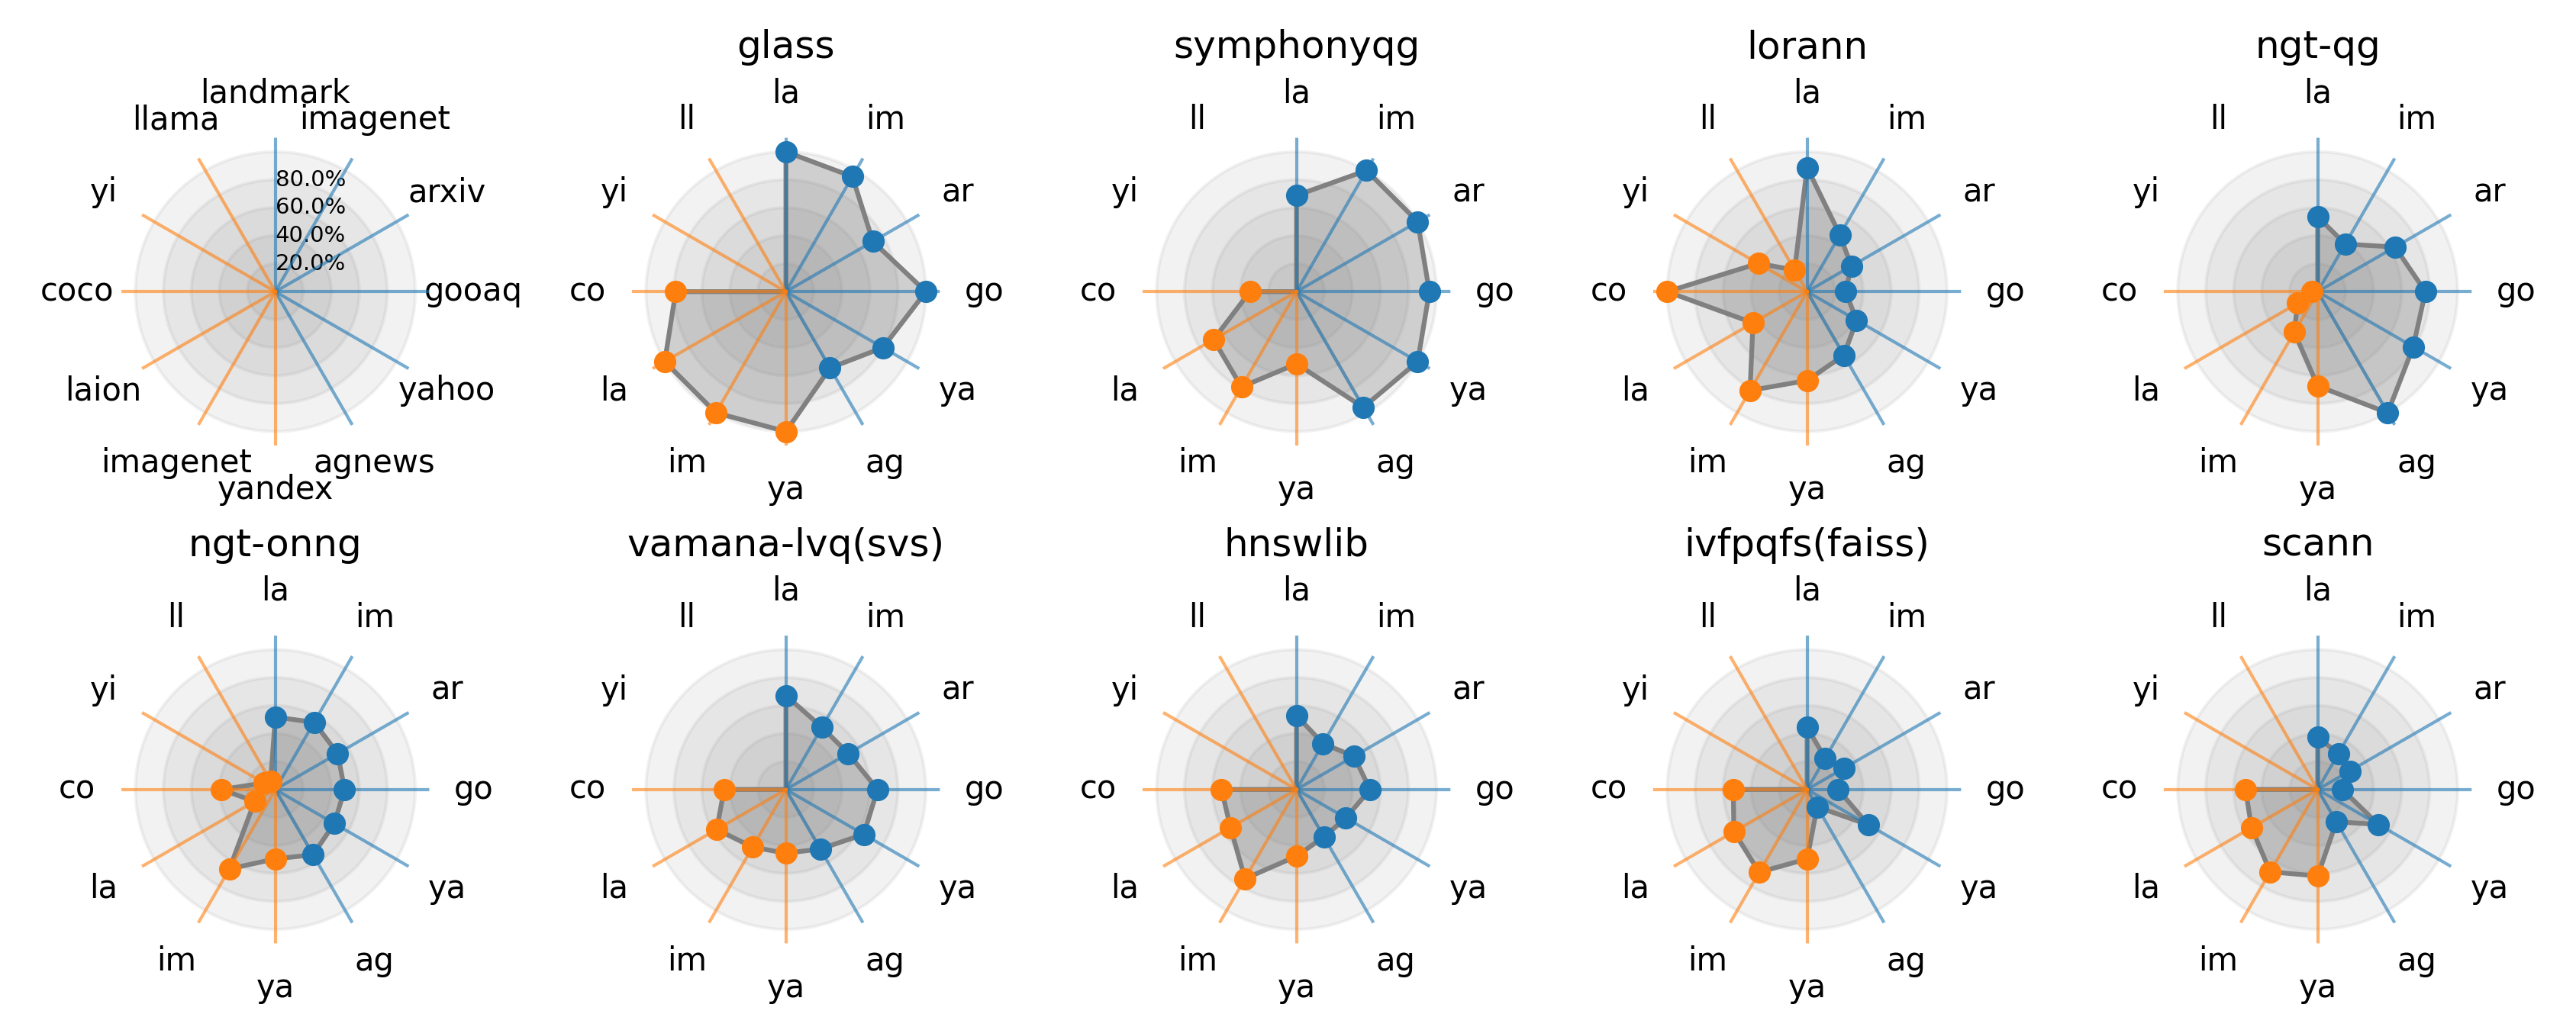 landmark
llama
imagenet
yi
arxiv
80.0%
60.0%
40.0%
20.0%
coco
gooaq
laion
yahoo
imagenet
agnews
yandex
glass
la
ll
im
yi
ar
co
go
la
ya
im
ag
ya
symphonyqg
la
ll
im
yi
ar
co
go
la
ya
im
ag
ya
lorann
la
ll
im
yi
ar
co
go
la
ya
im
ag
ya
ngt-qg
la
ll
im
yi
ar
co
go
la
ya
im
ag
ya
ngt-onng
la
ll
im
yi
ar
co
go
la
ya
im
ag
ya
vamana-lvq(svs)
la
ll
im
yi
ar
co
go
la
ya
im
ag
ya
hnswlib
la
ll
im
yi
ar
co
go
la
ya
im
ag
ya
ivfpqfs(faiss)
la
ll
im
yi
ar
co
go
la
ya
im
ag
ya
scann
la
ll
im
yi
ar
co
go
la
ya
im
ag
ya